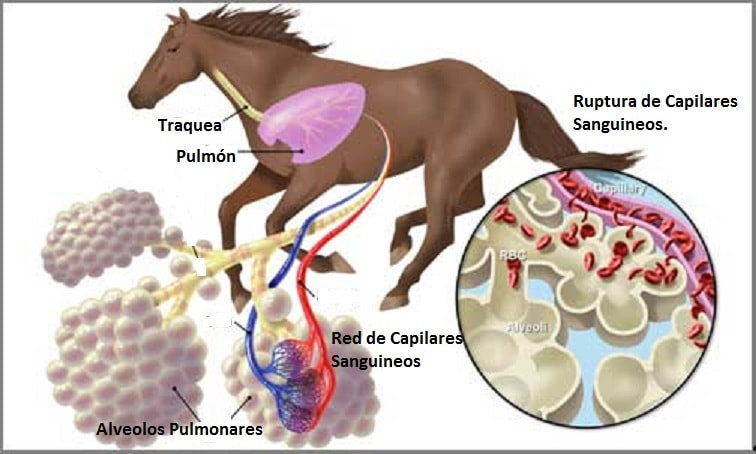 Traquea
Pulmón
Ruptura de Capilares
Sanguineos.
Capillary
RBC
Alveoli
Red de Capilares
Sanguineos
Alveolos Pulmonares